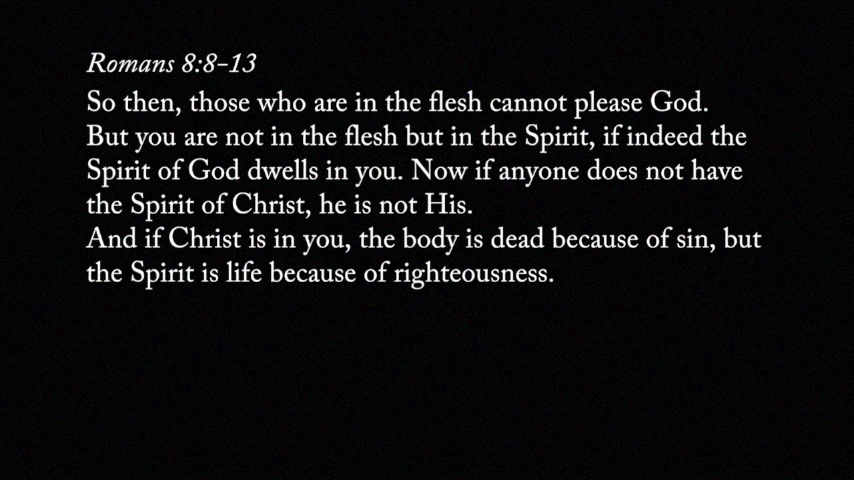 Romans 8:8–13
So then, those who are in the flesh cannot please God.
But you are not in the flesh but in the Spirit, if indeed the
Spirit of God dwells in you. Now if anyone does not have
the Spirit of Christ, he is not His.
And if Christ is in you, the body is dead because of sin, but
the Spirit is life because of righteousness.